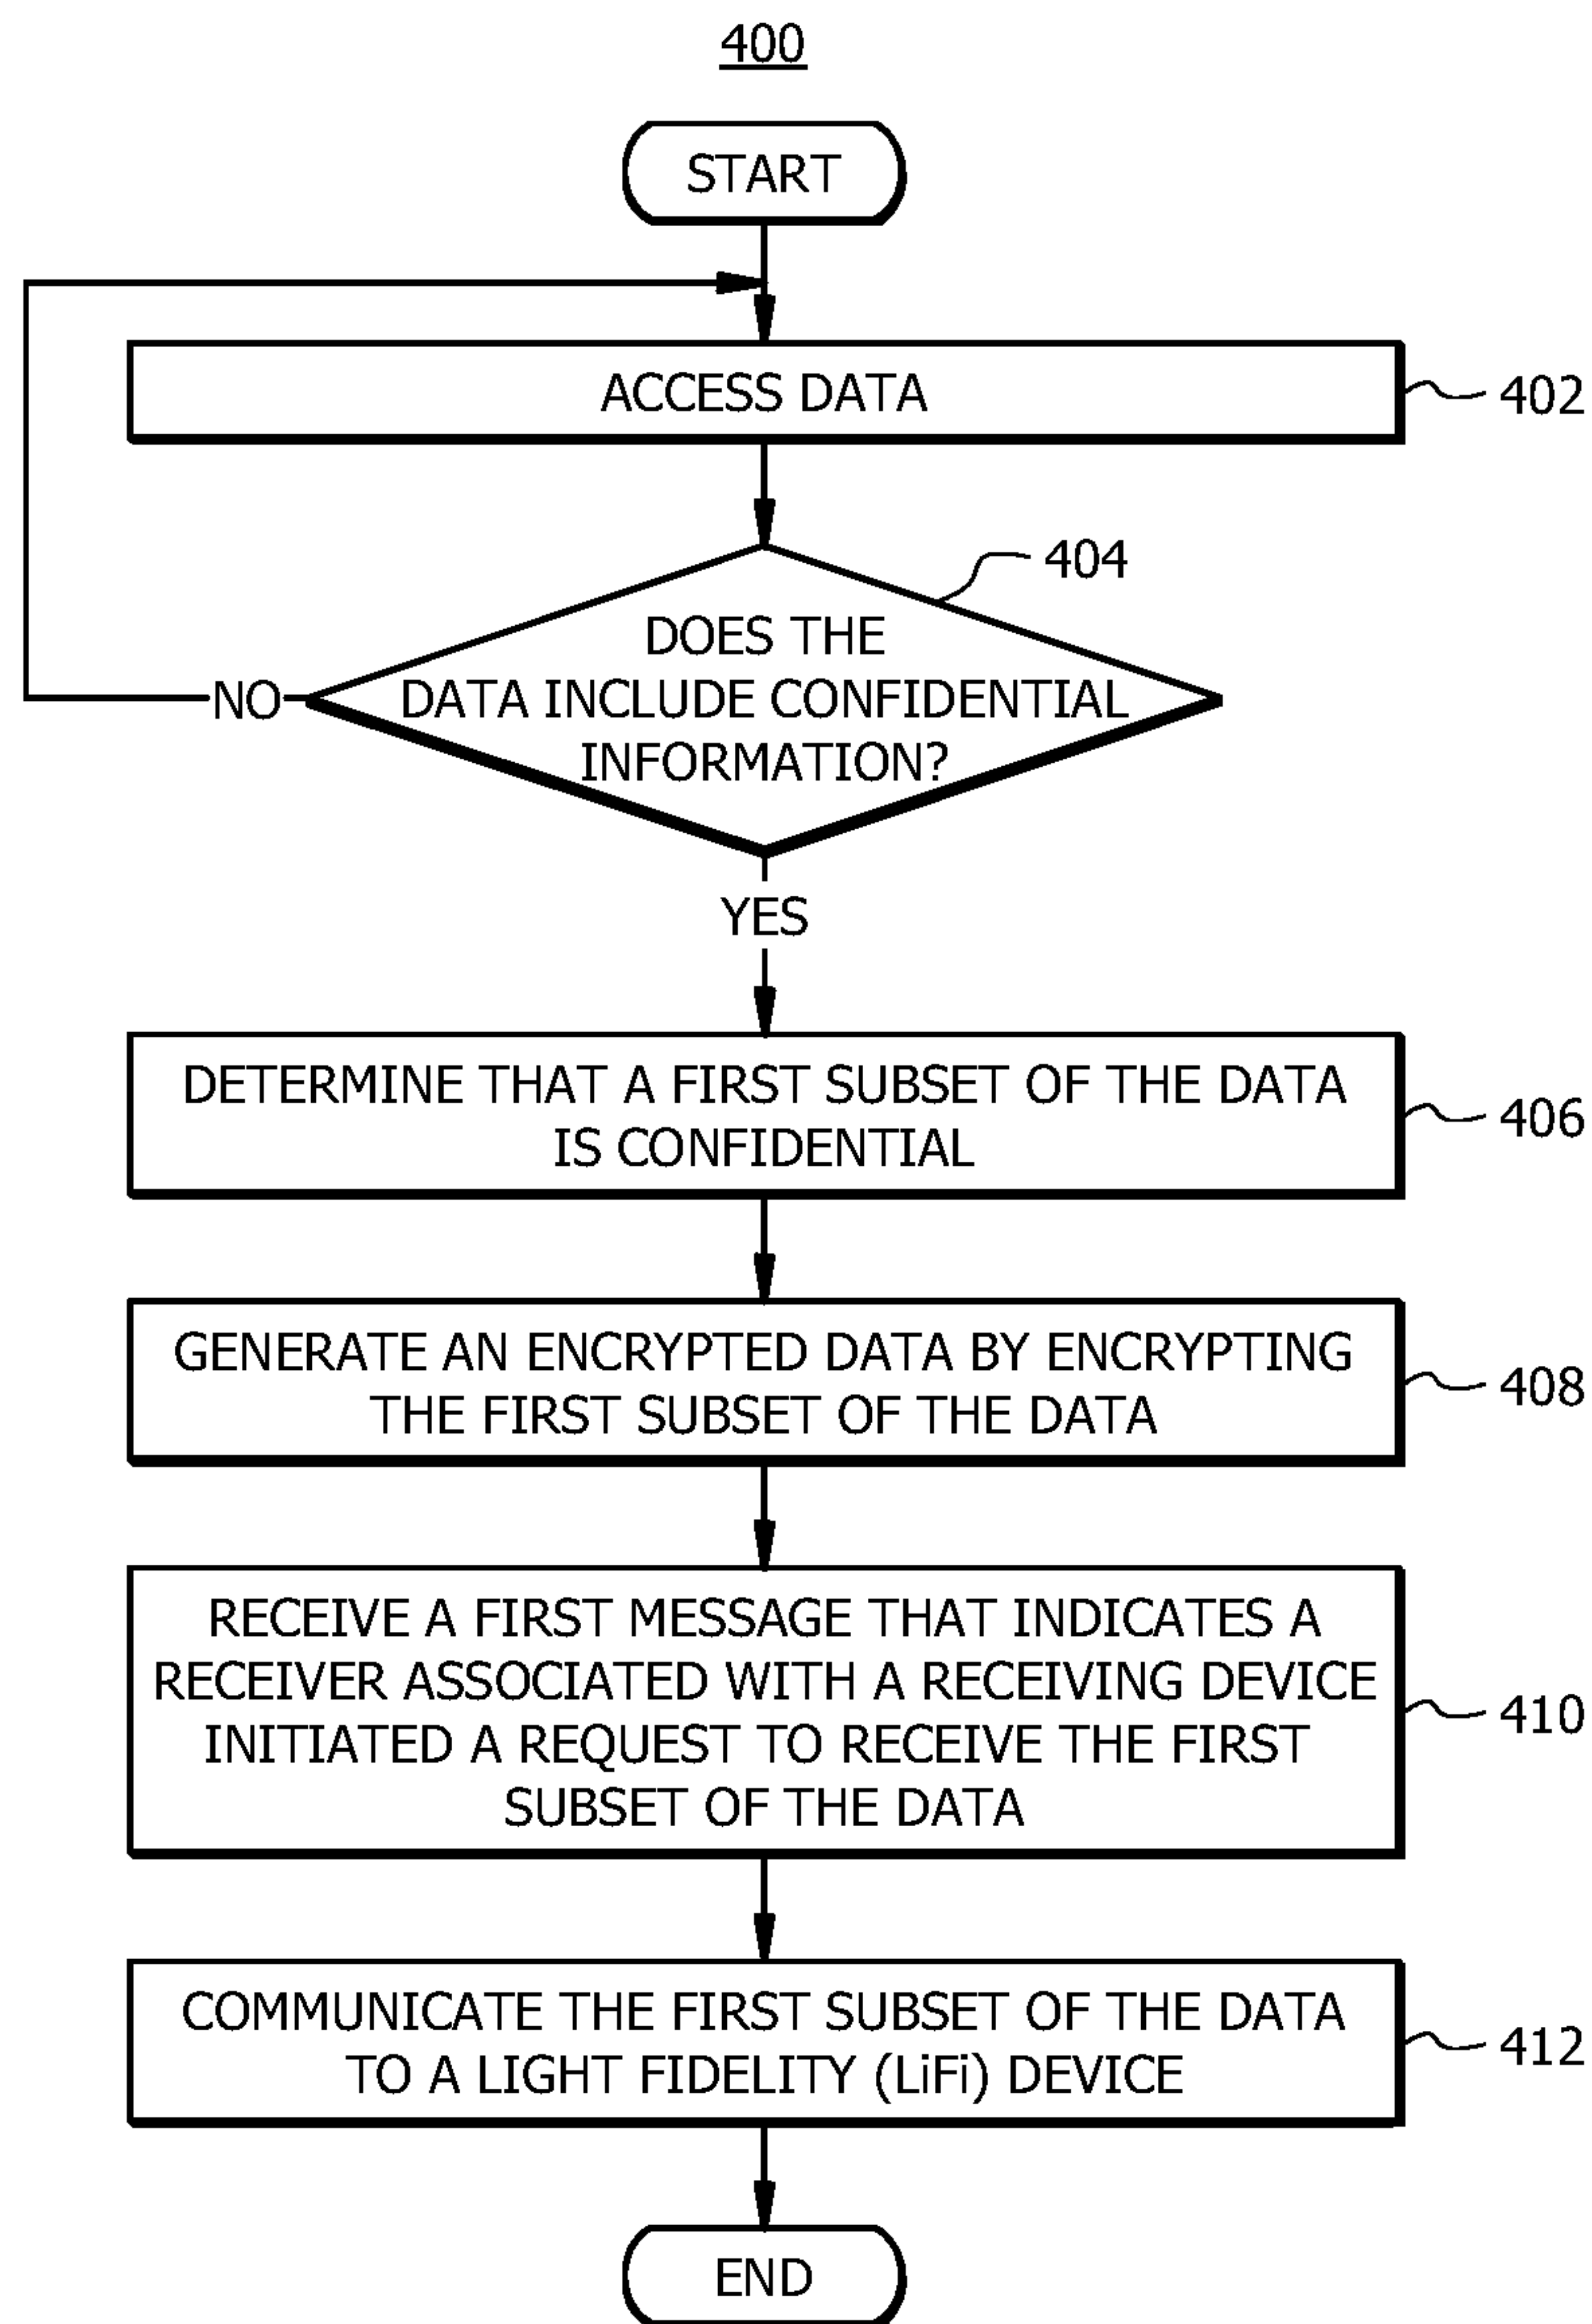 400
START
ACCESS DATA
402
404
DOES THE
DATA INCLUDE CONFIDENTIAL
INFORMATION?
NO
YES
DETERMINE THAT A FIRST SUBSET OF THE DATA
IS CONFIDENTIAL
406
GENERATE AN ENCRYPTED DATA BY ENCRYPTING
THE FIRST SUBSET OF THE DATA
408
RECEIVE A FIRST MESSAGE THAT INDICATES A
RECEIVER ASSOCIATED WITH A RECEIVING DEVICE
INITIATED A REQUEST TO RECEIVE THE FIRST
SUBSET OF THE DATA
410
COMMUNICATE THE FIRST SUBSET OF THE DATA
TO A LIGHT FIDELITY (LiFi) DEVICE
412
END